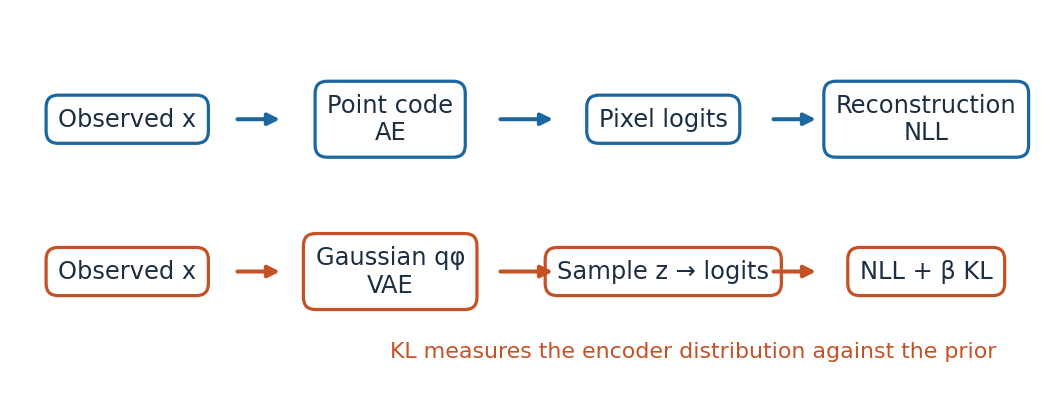 Observed x
Point code
AE
Pixel logits
Reconstruction
NLL
Observed x
Gaussian qφ
VAE
Sample z → logits
NLL + β KL
KL measures the encoder distribution against the prior